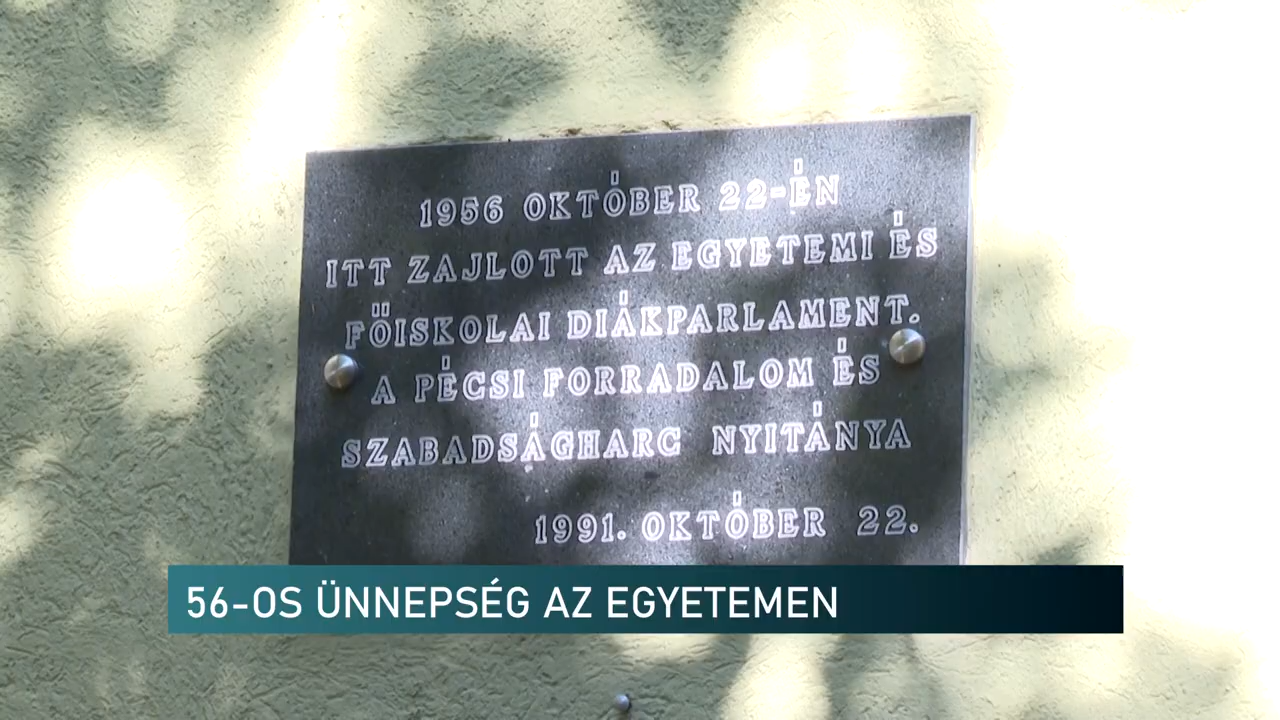 1956 OKTÓBER 22-ÉN
ITT ZAJLOTT AZ EGYETEMI ÉS
FÖISKOLAI DIÁKPARLAMENT.
A PÉCSI FORRADALOM ÉS
SZABADSÁGHARC NYITÁNYA
1991. OKTÓBER 22.
56-OS ÜNNEPSÉG AZ EGYETEMEN